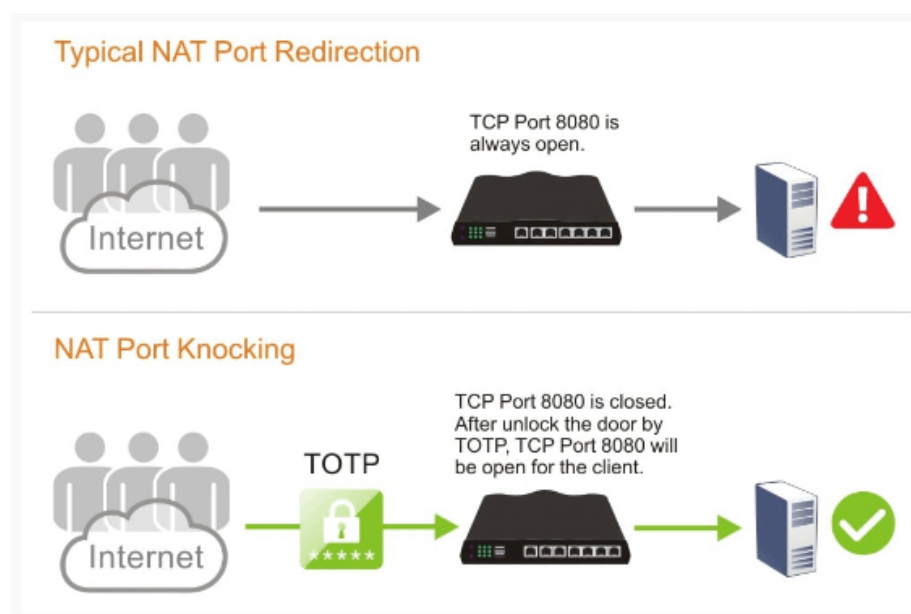 Typical NAT Port Redirection
TCP Port 8080 is
always open.
Internet
NAT Port Knocking
TCP Port 8080 is closed.
After unlock the door by
TOTP, TCP Port 8080 will
be open for the client.
TOTP
*****
Internet